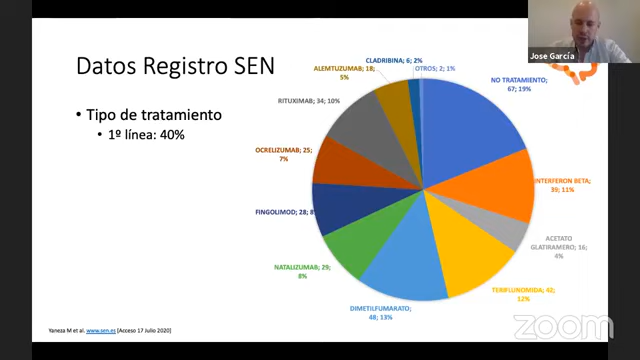 Jose García
Datos Registro SEN
• Tipo de tratamiento
• 1º línea: 40%
CLADRIBINA; 6; 2%
OTROS; 2; 1%
ALEMTUZUMAB; 18;
5%
NO TRATAMIENTO;
67; 19%
RITUXIMAB; 34; 10%
OCRELIZUMAB; 25;
7%
INTERFERON BETA;
39; 11%
FINGOLIMOD; 28; 8
ACETATO
GLATIRAMERO; 16;
4%
NATALIZUMAB; 29;
8%
TERIFLUNOMIDA; 42;
12%
DIMETILFUMARATO;
48; 13%
Yaneza M et al. www.sen.es [Acceso 17 Julio 2020]
zoom